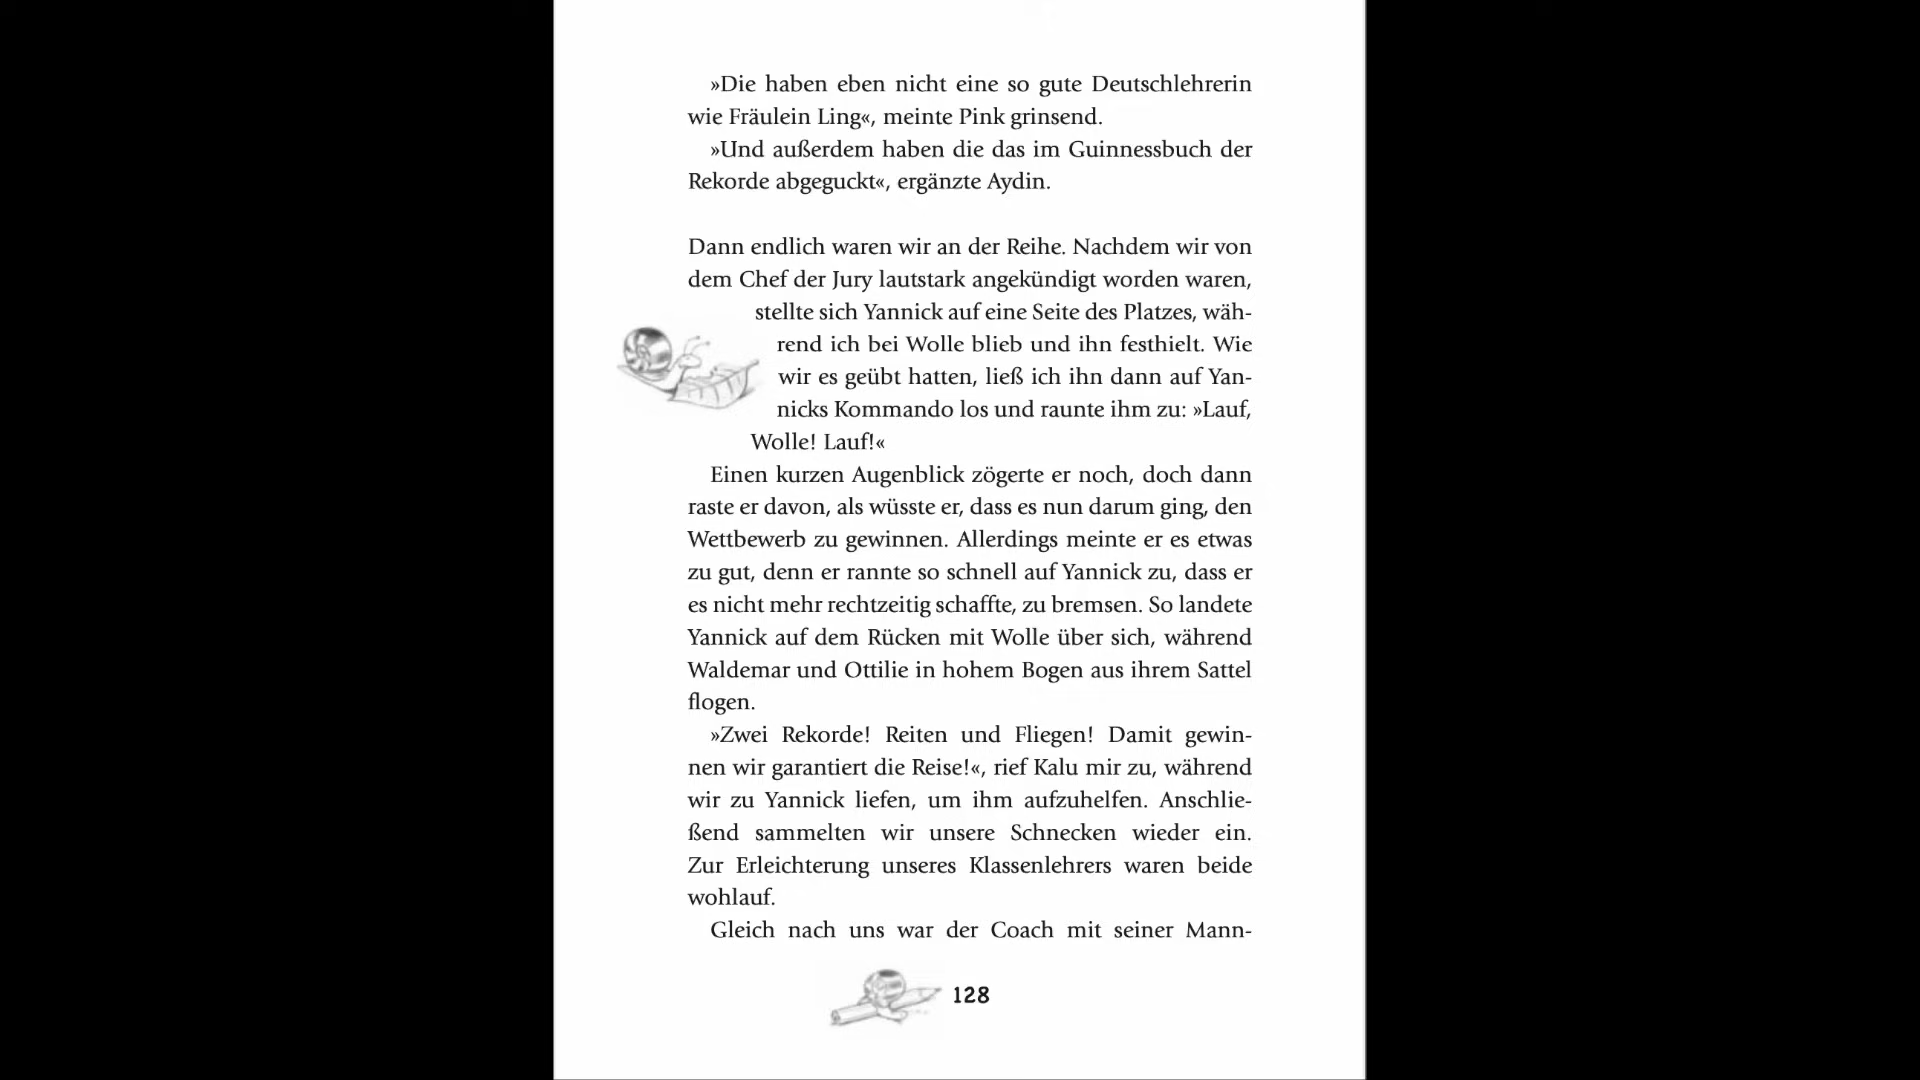 »Die haben eben nicht eine so gute Deutschlehrerin
wie Fräulein Ling«, meinte Pink grinsend.
»Und außerdem haben die das im Guinnessbuch der
Rekorde abgeguckt«, ergänzte Aydin.
Dann endlich waren wir an der Reihe. Nachdem wir von
dem Chef der Jury lautstark angekündigt worden waren,
stellte sich Yannick auf eine Seite des Platzes, wäh-
rend ich bei Wolle blieb und ihn festhielt. Wie
wir es geübt hatten, ließ ich ihn dann auf Yan-
nicks Kommando los und raunte ihm zu: »Lauf,
Wolle! Lauf!«
Einen kurzen Augenblick zögerte er noch, doch dann
raste er davon, als wüsste er, dass es nun darum ging, den
Wettbewerb zu gewinnen. Allerdings meinte er es etwas
zu gut, denn er rannte so schnell auf Yannick zu, dass er
es nicht mehr rechtzeitig schaffte, zu bremsen. So landete
Yannick auf dem Rücken mit Wolle über sich, während
Waldemar und Ottilie in hohem Bogen aus ihrem Sattel
flogen.
»Zwei Rekorde! Reiten und Fliegen! Damit gewin-
nen wir garantiert die Reise!«, rief Kalu mir zu, während
wir zu Yannick liefen, um ihm aufzuhelfen. Anschlie-
ßend sammelten wir unsere Schnecken wieder ein.
Zur Erleichterung unseres Klassenlehrers waren beide
wohlauf.
Gleich nach uns war der Coach mit seiner Mann-
128